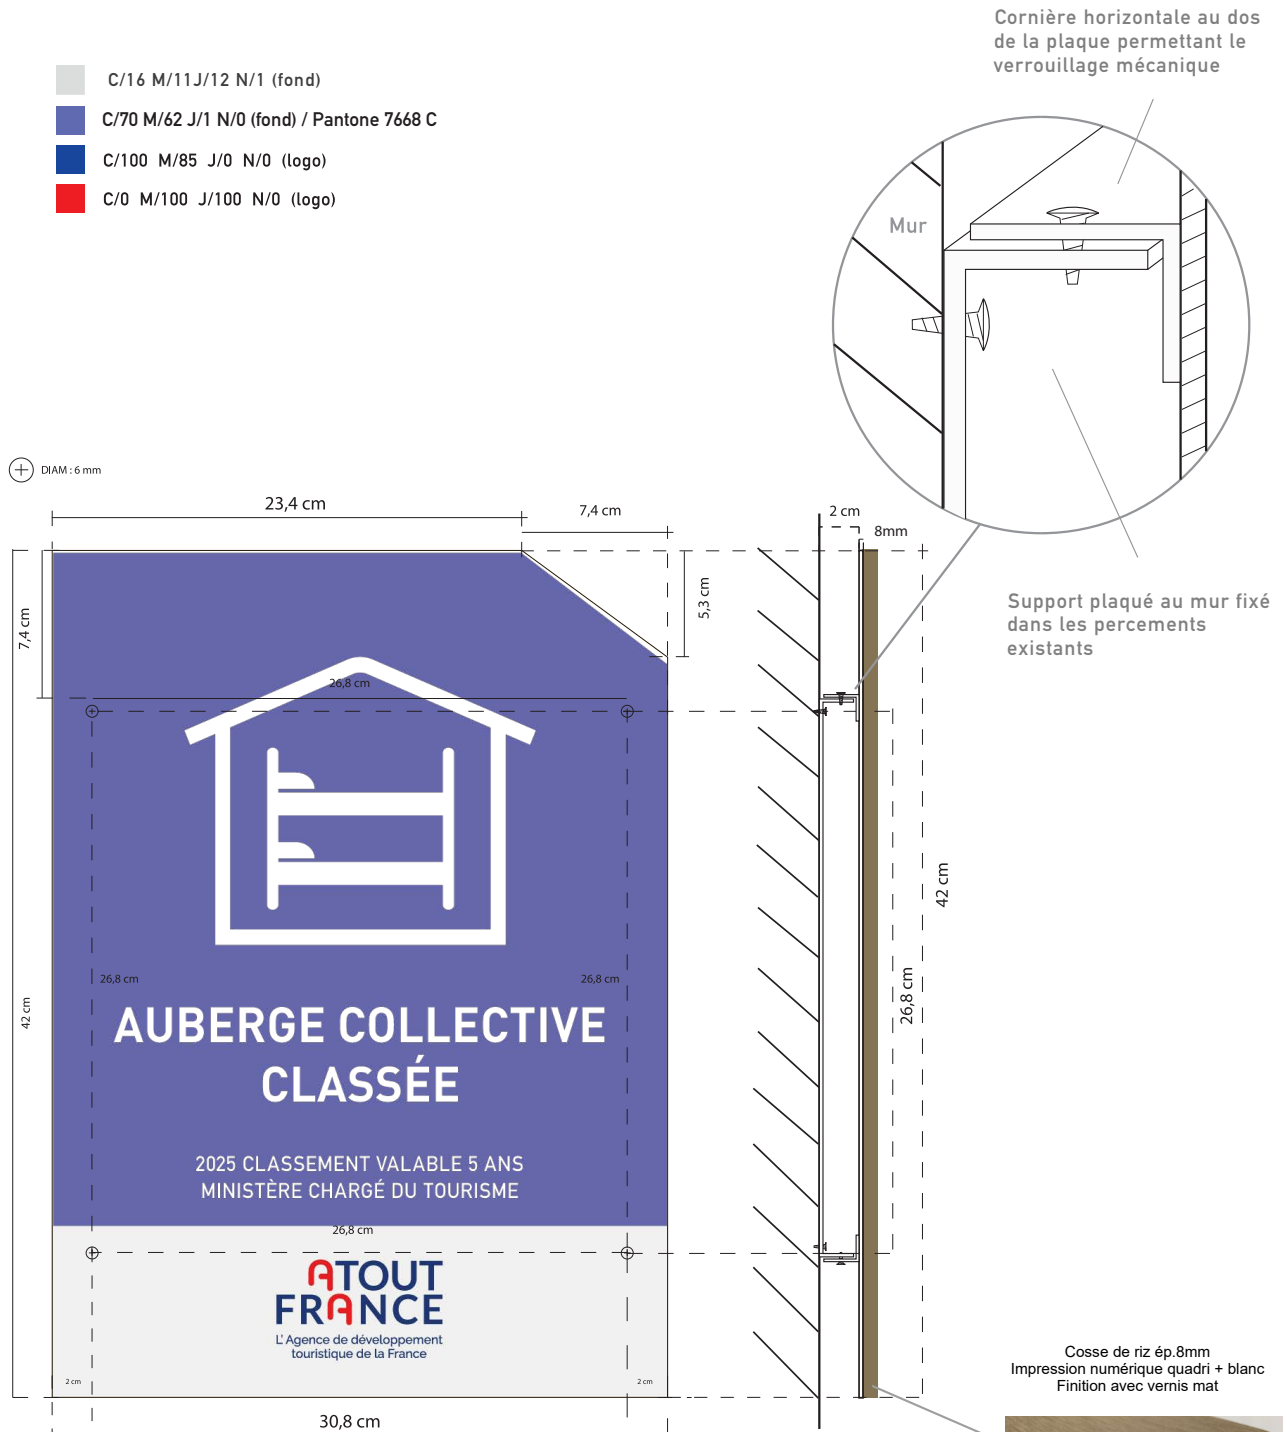 Cornière horizontale au dos
de la plaque permettant le
verrouillage mécanique
C/16 M/11J/12 N/1 (fond)
C/70 M/62 J/1 N/0 (fond) / Pantone 7668 C
C/100 M/85 J/0 N/0 (logo)
C/0 M/100 J/100 N/0 (logo)
Mur
DIAM : 6 mm
23,4 cm
7,4 cm
2 cm
8mm
7,4 cm
5,3 cm
Support plaqué au mur fixé
dans les percements
existants
26,8 cm
42 cm
26,8 cm
26,8 cm
26,8 cm
42 cm
AUBERGE COLLECTIVE
CLASSÉE
2025 CLASSEMENT VALABLE 5 ANS
MINISTÈRE CHARGÉ DU TOURISME
26,8 cm
ATOUT
FRANCE
L'Agence de développement
touristique de la France
2 cm
2 cm
30,8 cm
Cosse de riz ép.8mm
Impression numérique quadri + blanc
Finition avec vernis mat